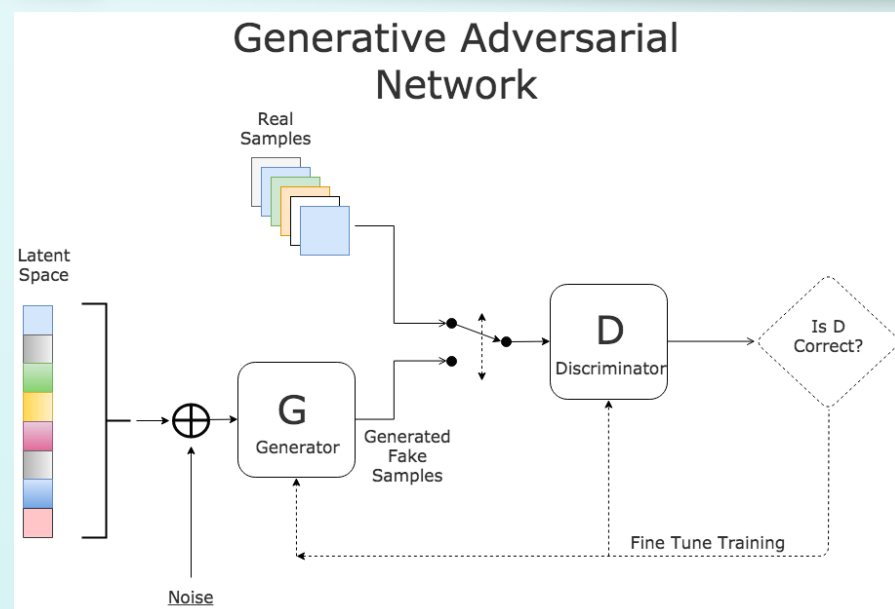 Generative Adversarial
Network
Real
Samples
Latent
Space
G
Generator
Generated
Fake
Samples
D
Discriminator
Is D
Correct?
Fine Tune Training
Noise